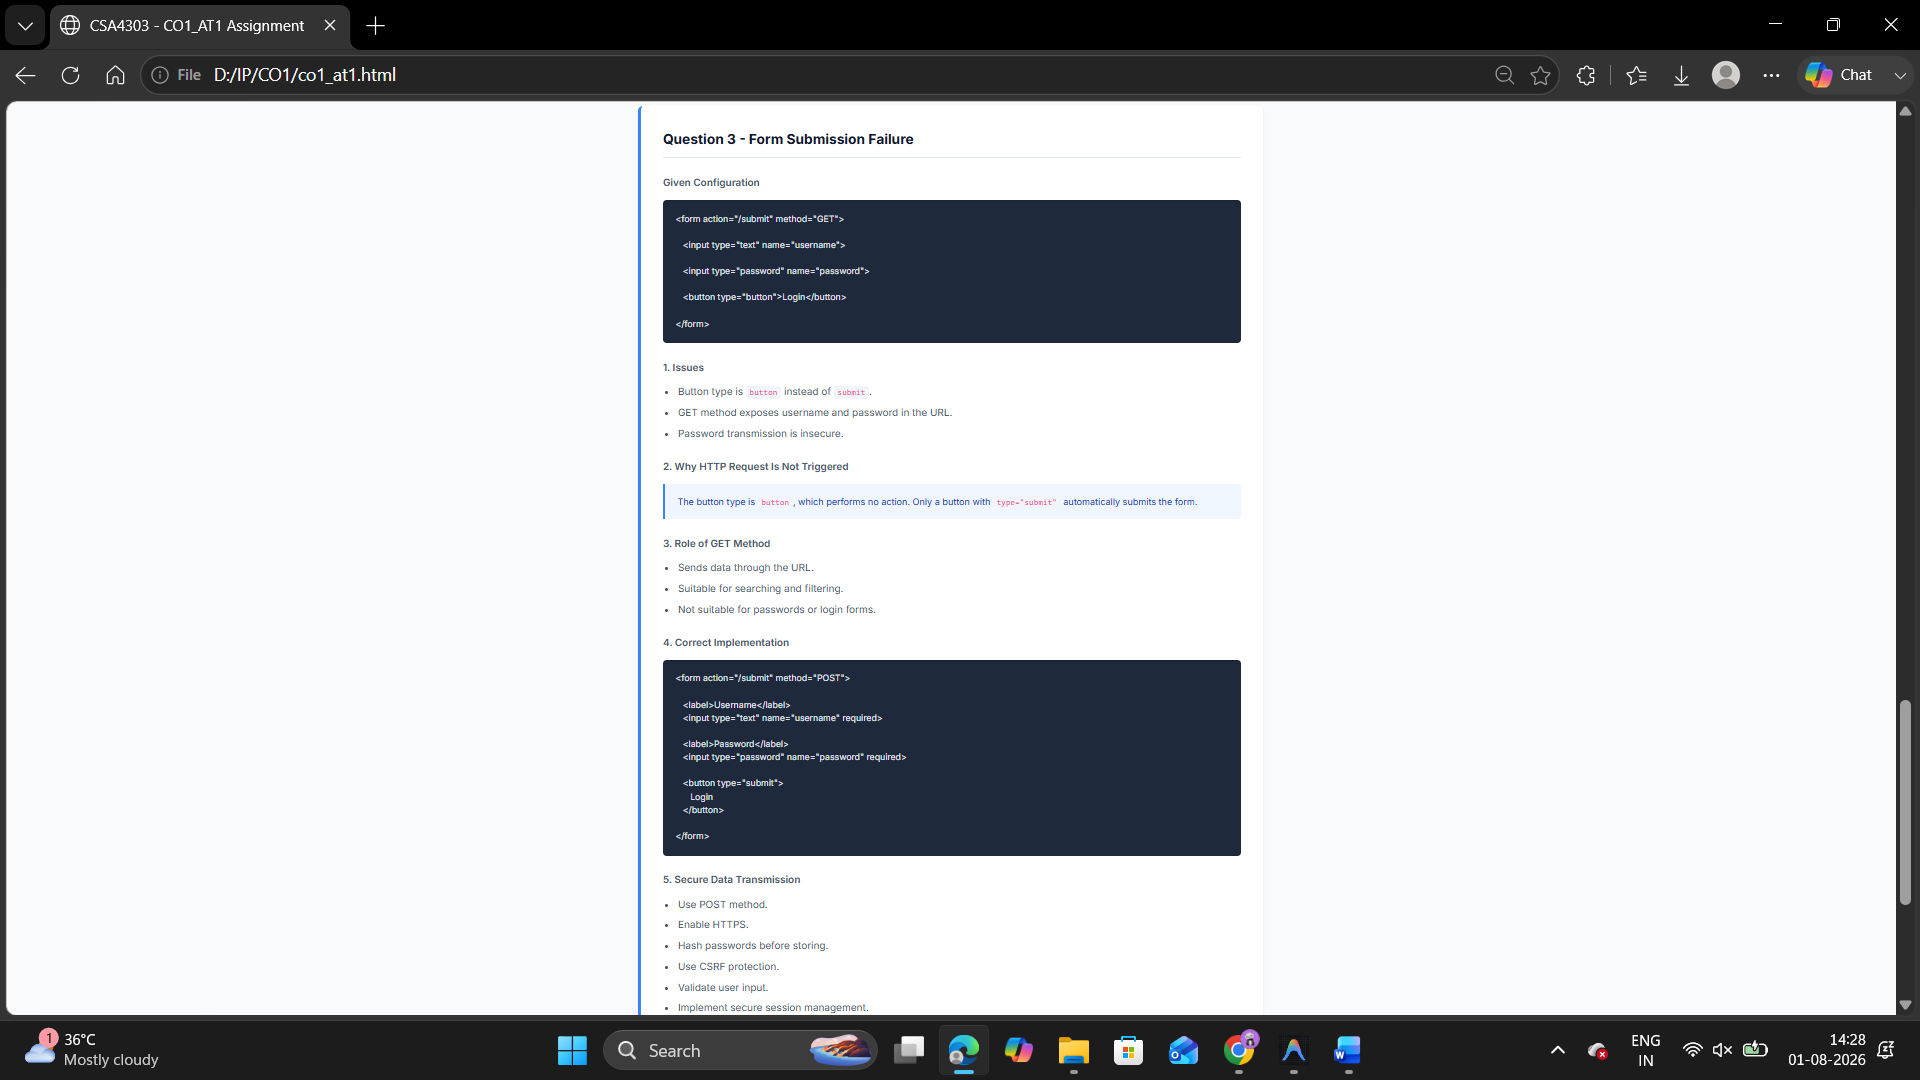 CSA4303 - CO1_AT1 Assignment
File D:/IP/CO1/co1_at1.html
Chat
Question 3 - Form Submission Failure
Given Configuration
<form action="/submit" method="GET">
<input type="text" name="username">
<input type="password" name="password">
<button type="button">Login</button>
</form>
1. Issues
• Button type is button instead of submit .
• GET method exposes username and password in the URL.
• Password transmission is insecure.
2. Why HTTP Request Is Not Triggered
The button type is button , which performs no action. Only a button with type="submit" automatically submits the form.
3. Role of GET Method
• Sends data through the URL.
• Suitable for searching and filtering.
• Not suitable for passwords or login forms.
4. Correct Implementation
<form action="/submit" method="POST">
<label>Username</label>
<input type="text" name="username" required>
<label>Password</label>
<input type="password" name="password" required>
<button type="submit">
Login
</button>
</form>
5. Secure Data Transmission
• Use POST method.
• Enable HTTPS.
• Hash passwords before storing.
• Use CSRF protection.
• Validate user input.
• Implement secure session management.
1
36°C
Mostly cloudy
Search
ENG
IN
14:28
01-08-2026